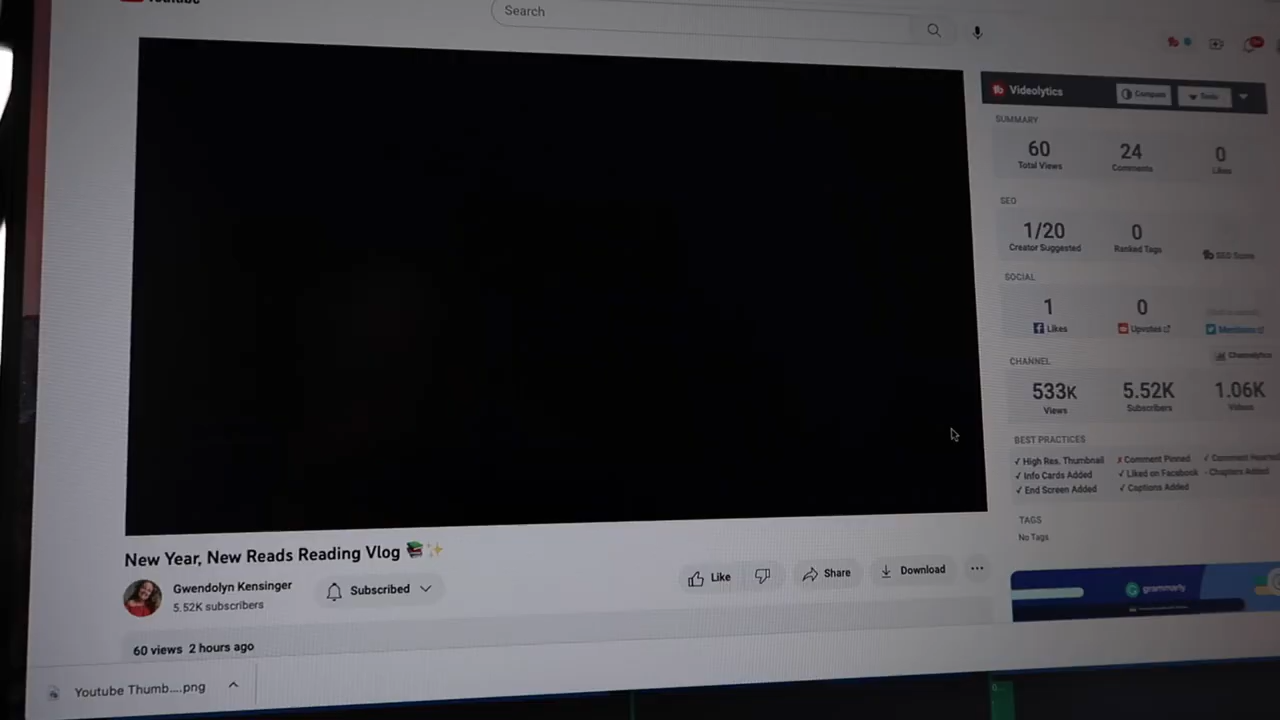 Search
Videolytics
Compare
Tools
SUMMARY
60 24 0
Total Views Comments Likes
SEO
1/20 0
Creator Suggested Ranked Tags
SOCIAL
1 0
Likes Upvotes Mentions
CHANNEL Channelytics
533K 5.52K 1.06K
Views Subscribers Videos
BEST PRACTICES
✓ High Res. Thumbnail ✗ Comment Pinned ✓ Comment
✓ Info Cards Added ✓ Liked on Facebook - Chapters Added
✓ End Screen Added ✓ Captions Added
TAGS
No Tags
grammarly
New Year, New Reads Reading Vlog 📚✨
Gwendolyn Kensinger
5.52K subscribers
Subscribed
Like
Share
Download
60 views 2 hours ago
Youtube Thumb....png